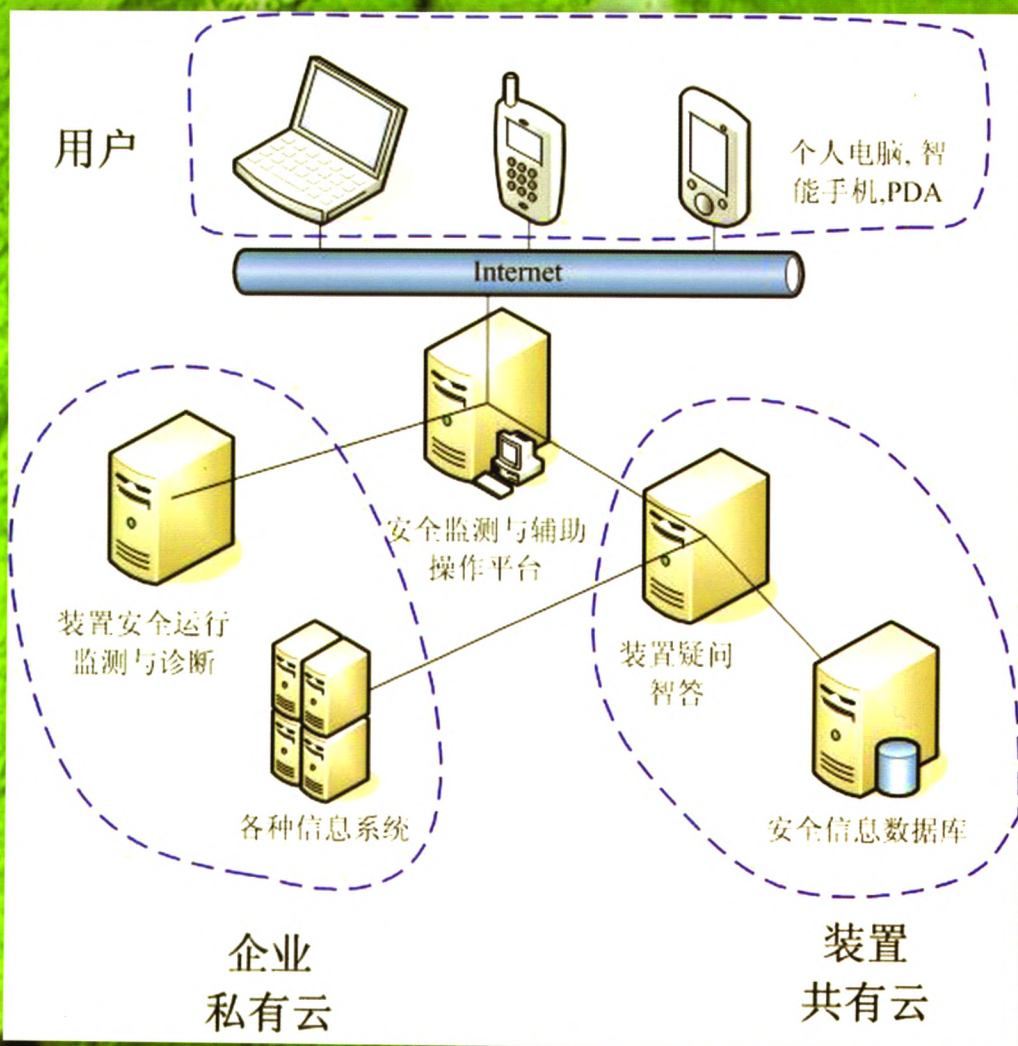 用户
个人电脑, 智
能手机,PDA
Internet
安全监测与辅助
操作平台
装置安全运行
监测与诊断
装置疑问
智答
各种信息系统
安全信息数据库
企业
私有云
装置
共有云